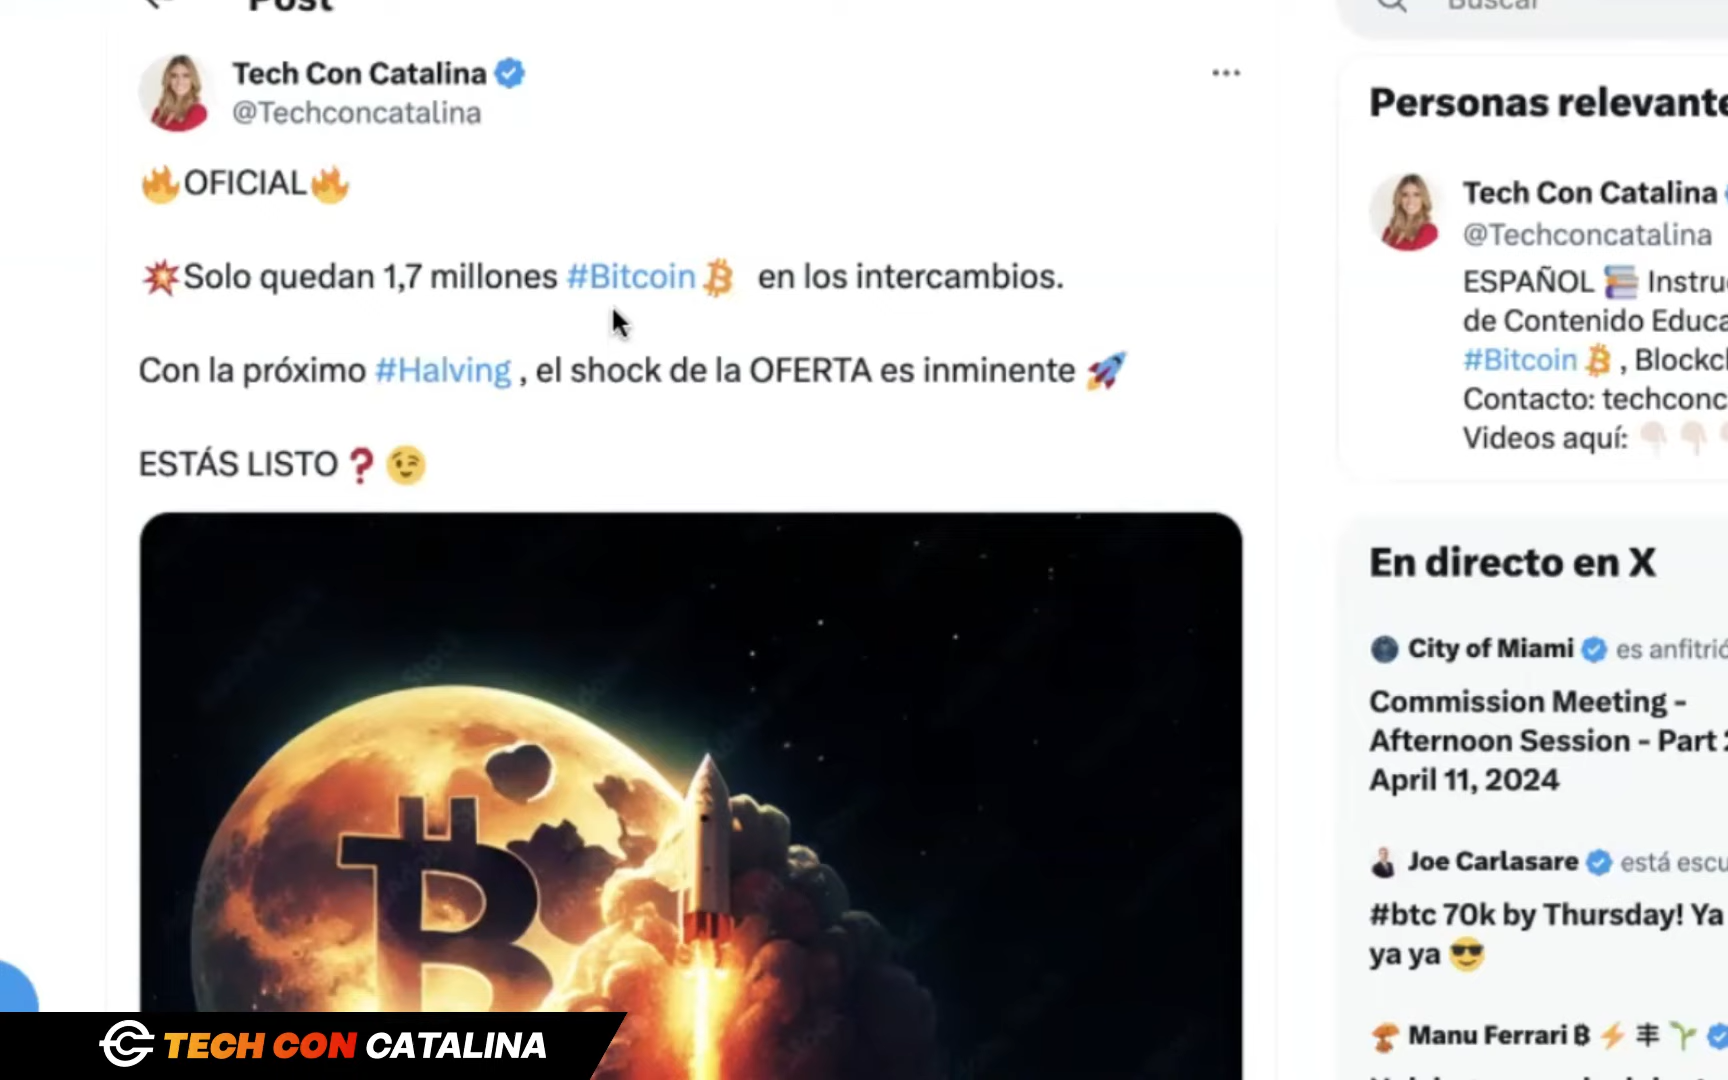 Post
Buscar
Tech Con Catalina
@Techconcatalina
🔥OFICIAL🔥
💥Solo quedan 1,7 millones #Bitcoin en los intercambios.
Con la próximo #Halving , el shock de la OFERTA es inminente 🚀
ESTÁS LISTO❓😉
Personas relevante
Tech Con Catalina
@Techconcatalina
ESPAÑOL 📚 Instru
de Contenido Educa
#Bitcoin , Blockc
Contacto: techconc
Videos aquí: 👇🏻👇🏻
En directo en X
City of Miami es anfitrió
Commission Meeting -
Afternoon Session - Part 2
April 11, 2024
Joe Carlasare está escu
#btc 70k by Thursday! Ya
ya ya 😎
Manu Ferrari ₿ ⚡ 丰 🌱
TECH CON CATALINA